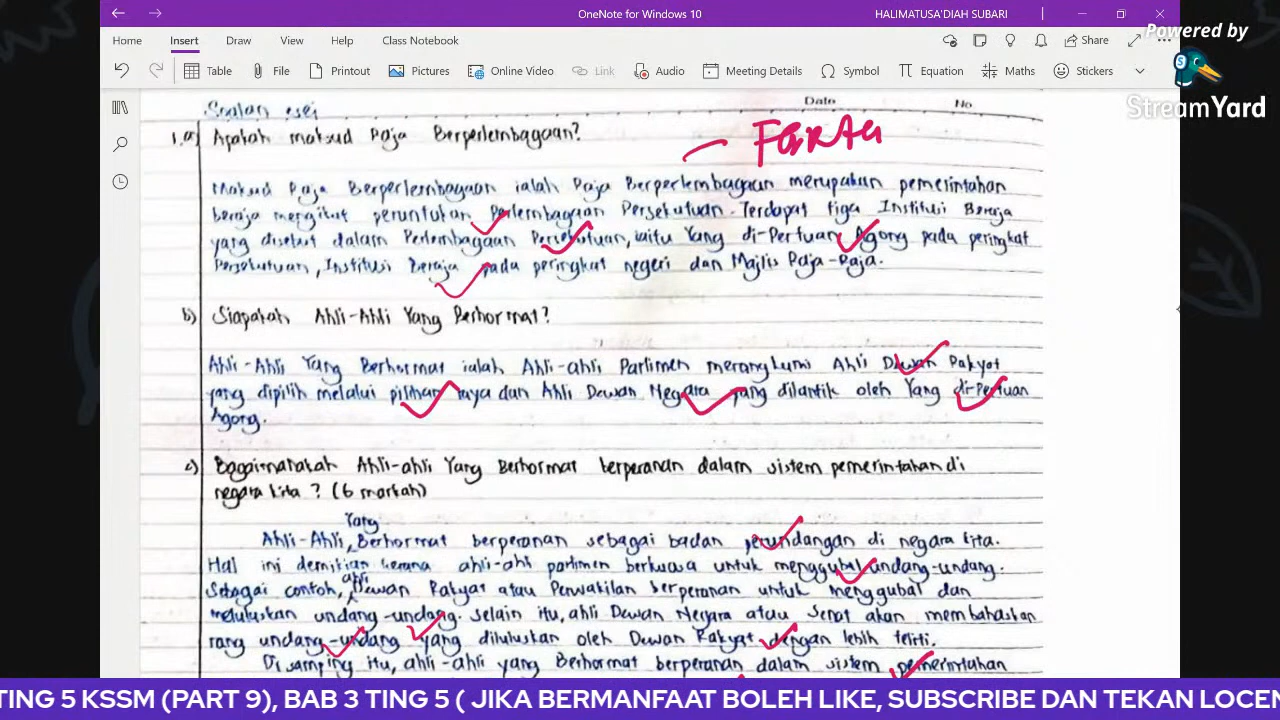 OneNote for Windows 10
HALIMATUSA'DIAH SUBARI
Powered by
StreamYard
Home Insert Draw View Help Class Notebook Share
Table File Printout Pictures Online Video Link Audio Meeting Details Symbol Equation Maths Stickers
Soalan esei
Date No
Fakta
1.a) Apakah maksud Raja Berperlembagaan?
Maksud Raja Berperlembagaan ialah Raja Berperlembagaan merupakan pemerintahan
beraja mengikut peruntukan Perlembagaan Persekutuan. Terdapat tiga Institusi Beraja
yang disebut dalam Perlembagaan Persekutuan, iaitu Yang di-Pertuan Agong pada peringkat
Persekutuan, Institusi Beraja pada peringkat negeri dan Majlis Raja-Raja.
b) Siapakah Ahli-Ahli Yang Berhormat?
Ahli-Ahli Yang Berhormat ialah Ahli-ahli Parlimen merangkumi Ahli Dewan Rakyat
yang dipilih melalui pilihan raya dan Ahli Dewan Negara yang dilantik oleh Yang di-Pertuan
Agong.
c) Bagaimanakah Ahli-ahli Yang Berhormat berperanan dalam sistem pemerintahan di
negara kita? (6 markah)
Yang
Ahli-Ahli, Berhormat berperanan sebagai badan perundangan di negara kita.
Hal ini demikian kerana ahli-ahli parlimen berkuasa untuk menggubal undang-undang.
ahli
Sebagai contoh, Dewan Rakyat atau Perwakilan berperanan untuk menggubal dan
meluluskan undang-undang. Selain itu, ahli Dewan Negara atau Senat akan membahaskan
rang undang-undang yang diluluskan oleh Dewan Rakyat dengan lebih teliti.
Di samping itu, ahli-ahli yang Berhormat berperanan dalam sistem pemerintahan
TING 5 KSSM (PART 9), BAB 3 TING 5 ( JIKA BERMANFAAT BOLEH LIKE, SUBSCRIBE DAN TEKAN LOCEN